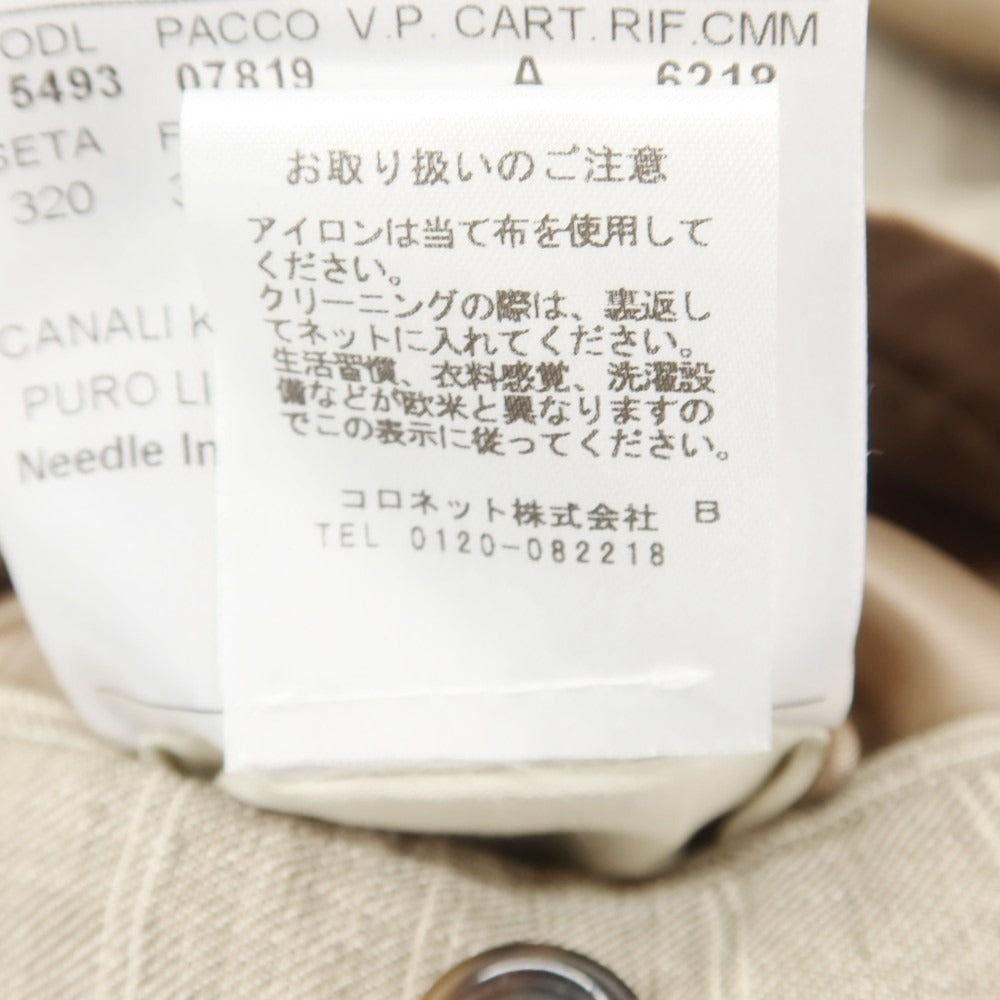 ODL PACCO V.P. CART. RIF.CMM
5493 07819 A 6218
SETA
320
CANALI K
PURO LI
Needle In
お取り扱いのご注意
アイロンは当て布を使用して
ください。
クリーニングの際は、裏返し
てネットに入れてください。
生活習慣、衣料感覚、洗濯設
備などが欧米と異なりますの
でこの表示に従ってください。
コロネット株式会社 B
TEL 0120-082218